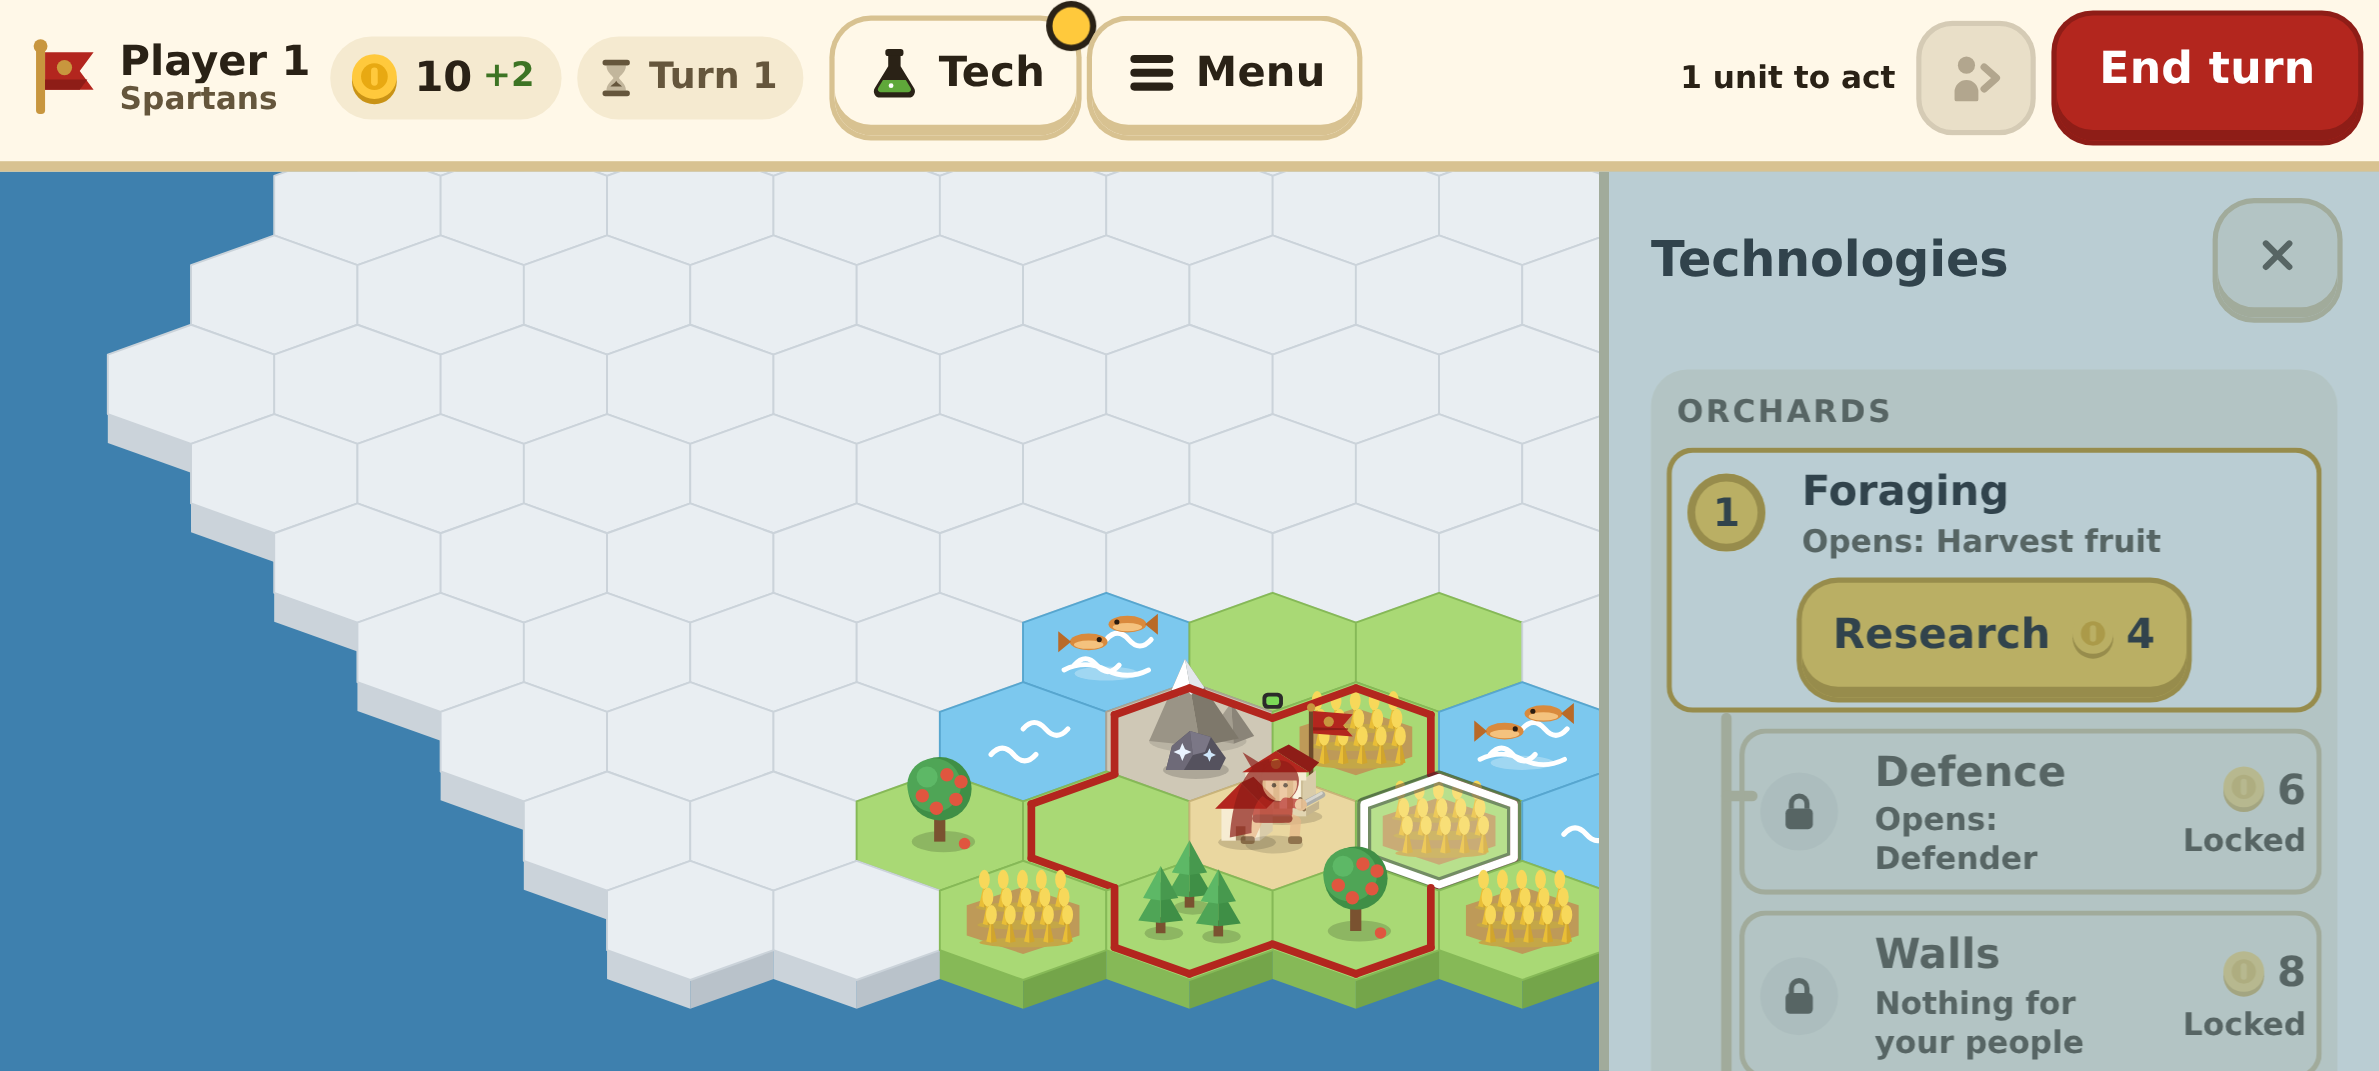 Player 1
Spartans
10 +2
Turn 1
Tech
Menu
1 unit to act
End turn
Technologies
ORCHARDS
1
Foraging
Opens: Harvest fruit
Research 4
Defence
Opens:
Defender
6
Locked
Walls
Nothing for
your people
8
Locked